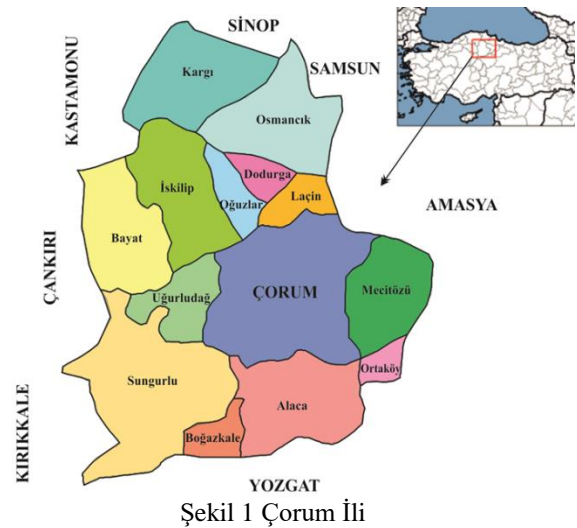 SİNOP
KASTAMONU
Kargı
SAMSUN
Osmancık
İskilip
Dodurga
Oğuzlar
Laçin
AMASYA
Bayat
ÇANKIRI
Uğurludağ
ÇORUM
Mecitözü
Ortaköy
Sungurlu
Alaca
KIRIKKALE
Boğazkale
YOZGAT
Şekil 1 Çorum İli